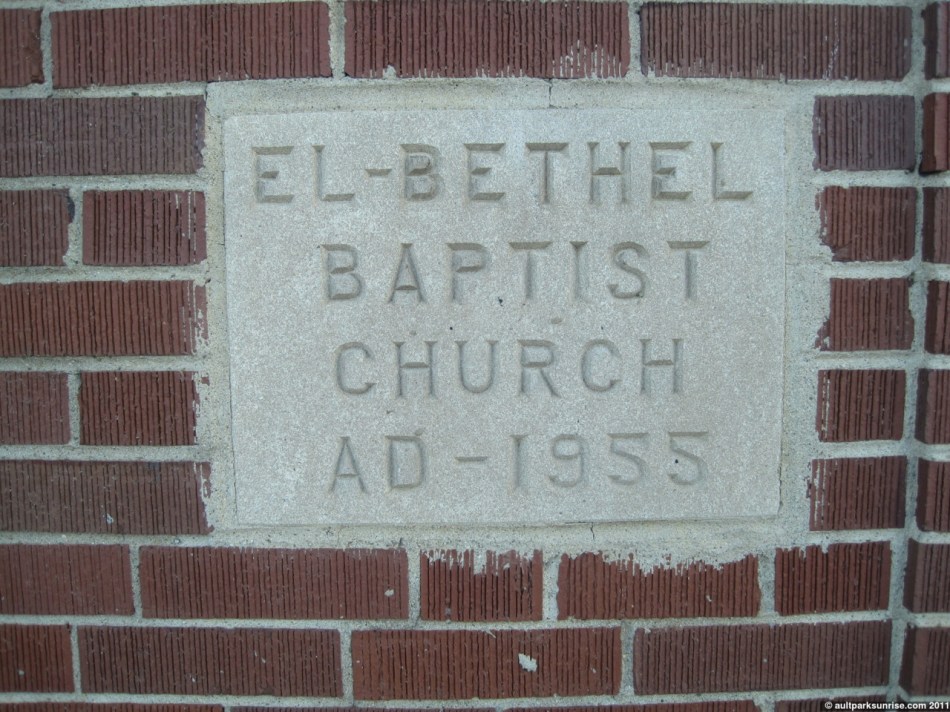 EL-BETHEL
BAPTIST
CHURCH
AD-1955
© aultparksunrise.com 2011